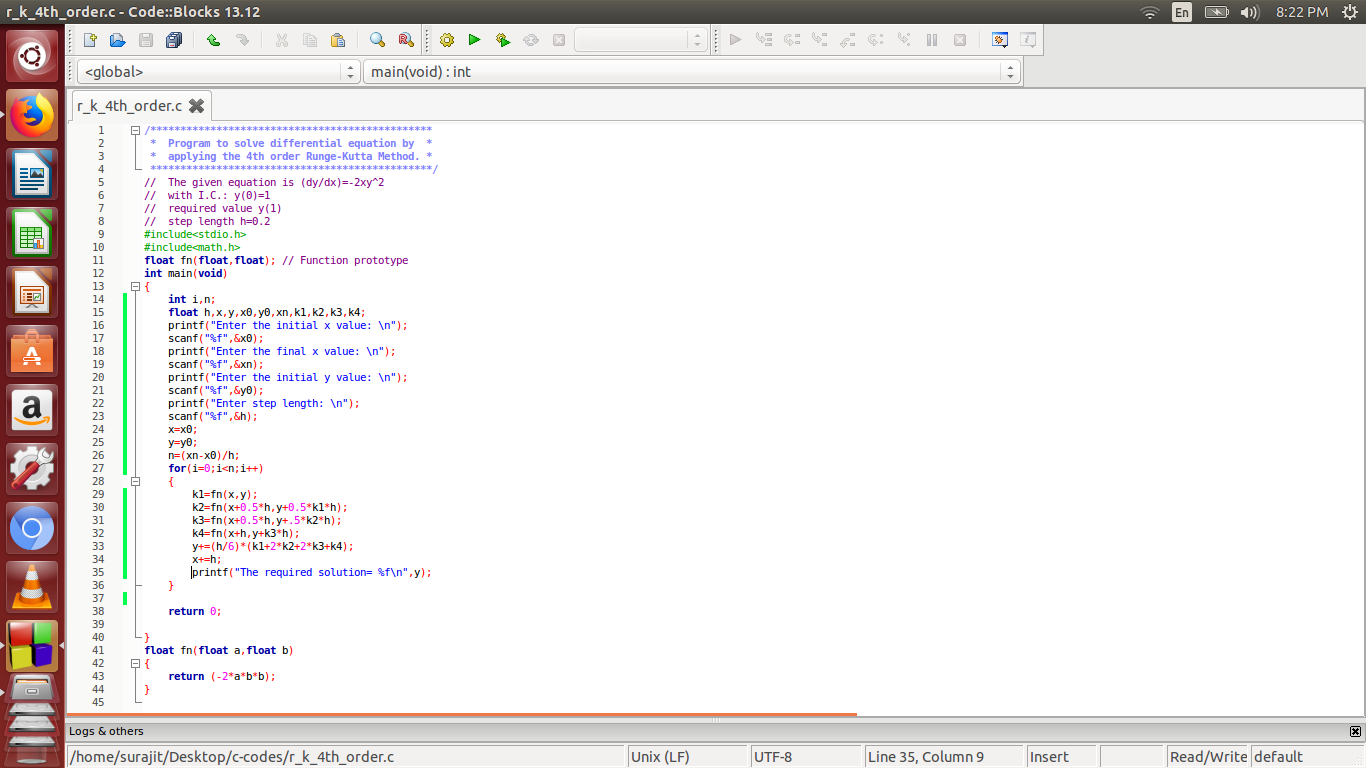 r_k_4th_order.c - Code::Blocks 13.12
En
8:22 PM
<global>
main(void) : int
r_k_4th_order.c
1 /***********************************************
2  *  Program to solve differential equation by  *
3  *  applying the 4th order Runge-Kutta Method. *
4  ***********************************************/
5 //  The given equation is (dy/dx)=-2xy^2
6 //  with I.C.: y(0)=1
7 //  required value y(1)
8 //  step length h=0.2
9 #include<stdio.h>
10 #include<math.h>
11 float fn(float,float); // Function prototype
12 int main(void)
13 {
14     int i,n;
15     float h,x,y,x0,y0,xn,k1,k2,k3,k4;
16     printf("Enter the initial x value: \n");
17     scanf("%f",&x0);
18     printf("Enter the final x value: \n");
19     scanf("%f",&xn);
20     printf("Enter the initial y value: \n");
21     scanf("%f",&y0);
22     printf("Enter step length: \n");
23     scanf("%f",&h);
24     x=x0;
25     y=y0;
26     n=(xn-x0)/h;
27     for(i=0;i<n;i++)
28     {
29         k1=fn(x,y);
30         k2=fn(x+0.5*h,y+0.5*k1*h);
31         k3=fn(x+0.5*h,y+.5*k2*h);
32         k4=fn(x+h,y+k3*h);
33         y+=(h/6)*(k1+2*k2+2*k3+k4);
34         x+=h;
35         printf("The required solution= %f\n",y);
36     }
37
38     return 0;
39
40 }
41 float fn(float a,float b)
42 {
43     return (-2*a*b*b);
44 }
45
Logs & others
/home/surajit/Desktop/c-codes/r_k_4th_order.c
Unix (LF)
UTF-8
Line 35, Column 9
Insert
Read/Write
default